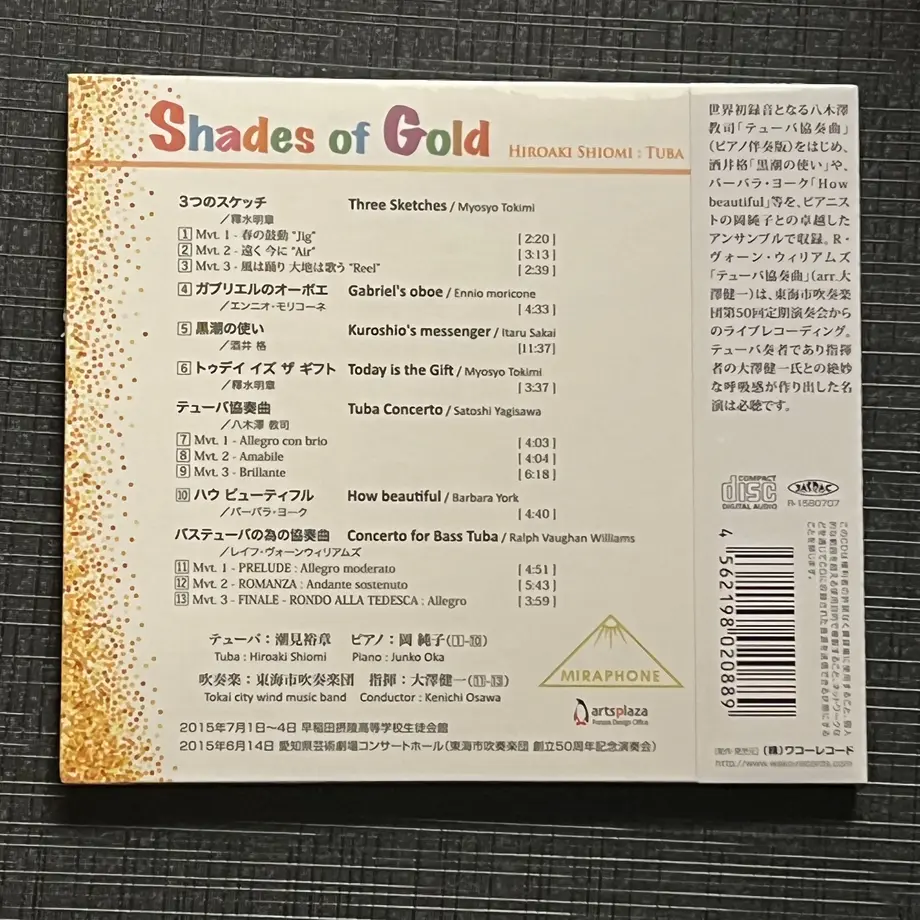 Shades of Gold HIROAKI SHIOMI : TUBA
3つのスケッチ Three Sketches / Myosyo Tokimi
／釋水明章
1 Mvt. 1 - 春の鼓動 "Jig" [ 2:20]
2 Mvt. 2 - 遠く 今に "Air" [ 3:13]
3 Mvt. 3 - 風は踊り 大地は歌う "Reel" [ 2:39]
4 ガブリエルのオーボエ Gabriel's oboe / Ennio moricone
／エンニオ・モリコーネ [ 4:33]
5 黒潮の使い Kuroshio's messenger / Itaru Sakai
／酒井 格 [11:37]
6 トゥデイ イズ ザ ギフト Today is the Gift / Myosyo Tokimi
／釋水明章 [ 3:37]
テューバ協奏曲 Tuba Concerto / Satoshi Yagisawa
／八木澤 教司
7 Mvt. 1 - Allegro con brio [ 4:03]
8 Mvt. 2 - Amabile [ 4:04]
9 Mvt. 3 - Brillante [ 6:18]
10 ハウ ビューティフル How beautiful / Barbara York
／バーバラ・ヨーク [ 4:40]
バステューバの為の協奏曲 Concerto for Bass Tuba / Ralph Vaughan Williams
／レイフ・ヴォーンウィリアムズ
11 Mvt. 1 - PRELUDE : Allegro moderato [ 4:51]
12 Mvt. 2 - ROMANZA : Andante sostenuto [ 5:43]
13 Mvt. 3 - FINALE - RONDO ALLA TEDESCA : Allegro [ 3:59]
テューバ：潮見裕章 ピアノ：岡 純子(1-10)
Tuba : Hiroaki Shiomi Piano : Junko Oka
吹奏楽：東海市吹奏楽団 指揮：大澤健一(11-13)
Tokai city wind music band Conductor : Kenichi Osawa
MIRAPHONE
artsplaza
2015年7月1日〜4日 早稲田摂陵高等学校生徒会館
2015年6月14日 愛知県芸術劇場コンサートホール(東海市吹奏楽団 創立50周年記念演奏会)
世界初録音となる八木澤
教司「テューバ協奏曲」
(ピアノ伴奏版)をはじめ、
酒井格「黒潮の使い」や、
バーバラ・ヨーク「How
beautiful」等を、ピアニス
トの岡純子との卓越した
アンサンブルで収録。R・
ヴォーン・ウィリアムズ
「テューバ協奏曲」(arr.大
澤健一)は、東海市吹奏楽
団第50回定期演奏会から
のライブレコーディング。
テューバ奏者であり指揮
者の大澤健一氏との絶妙
な呼吸感が作り出した名
演は必聴です。
COMPACT
disc
DIGITAL AUDIO
JASRAC
R-1580707
4 562198 020889
[製作・発売元] (株)ワコーレコード